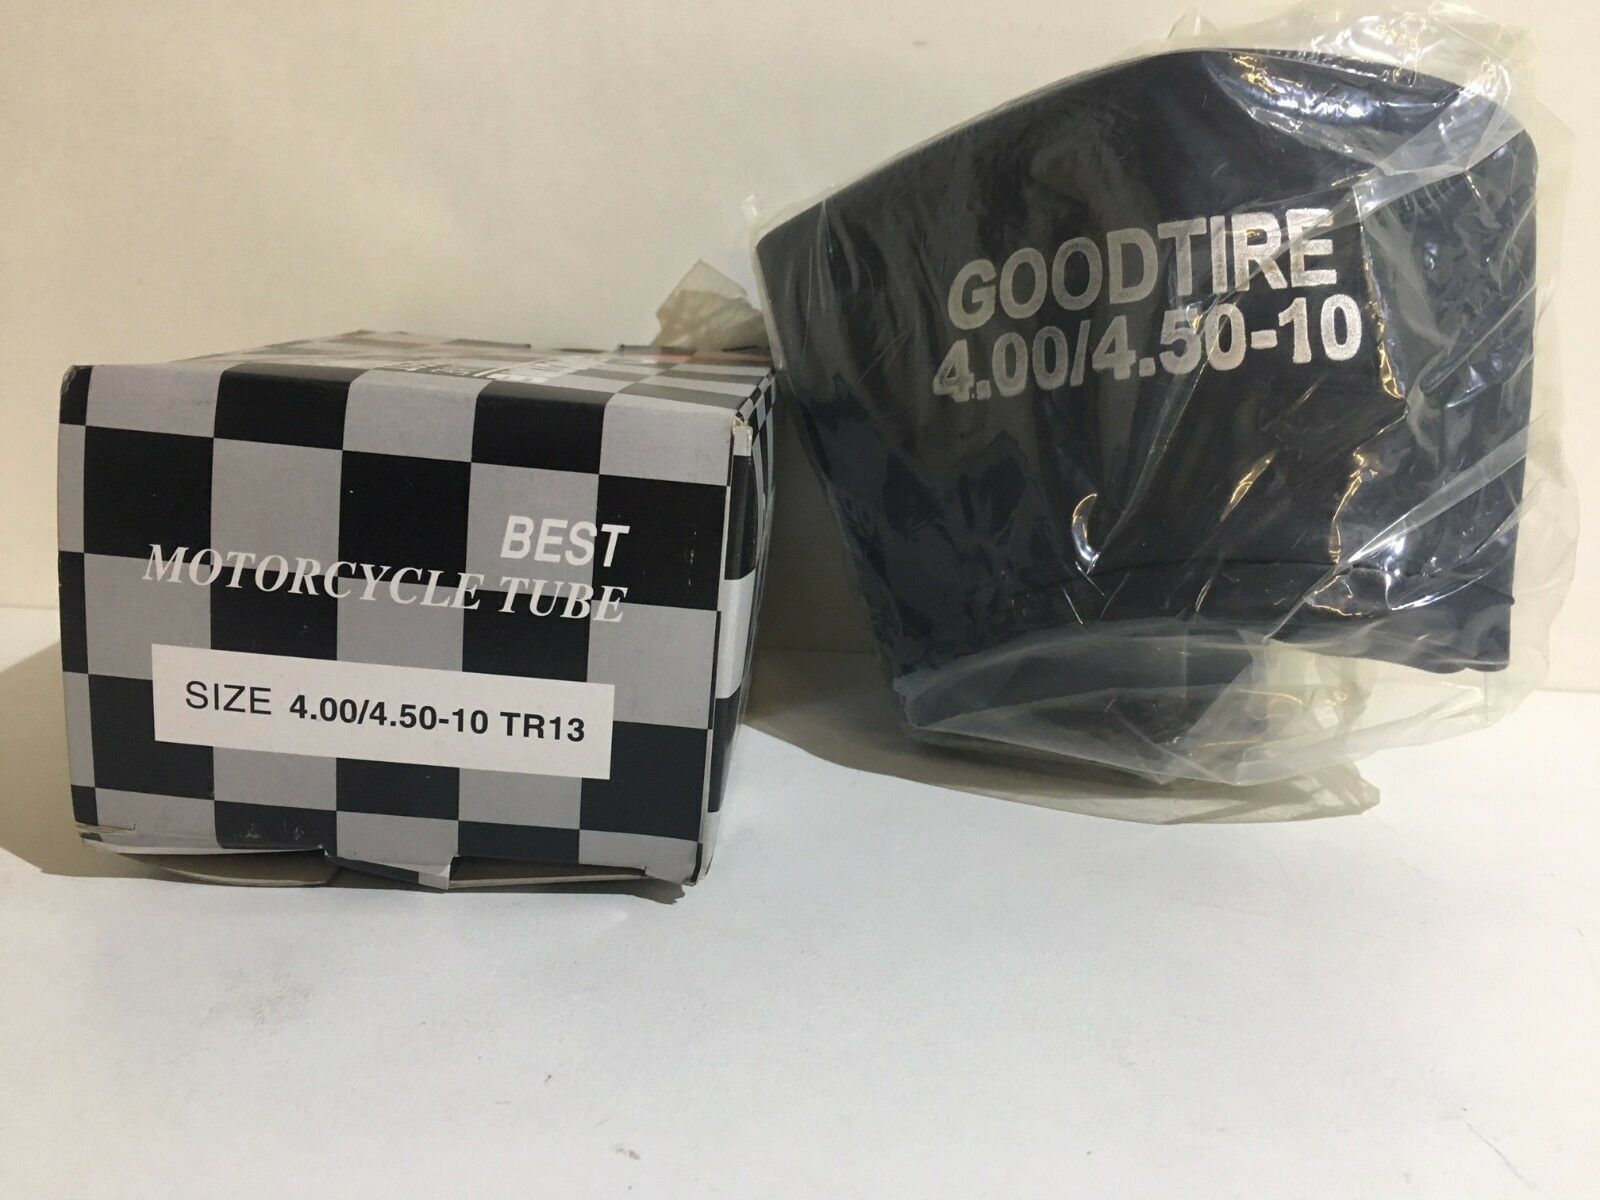 BEST
MOTORCYCLE TUBE
SIZE 4.00/4.50-10 TR13
GOODTIRE
4.00/4.50-10